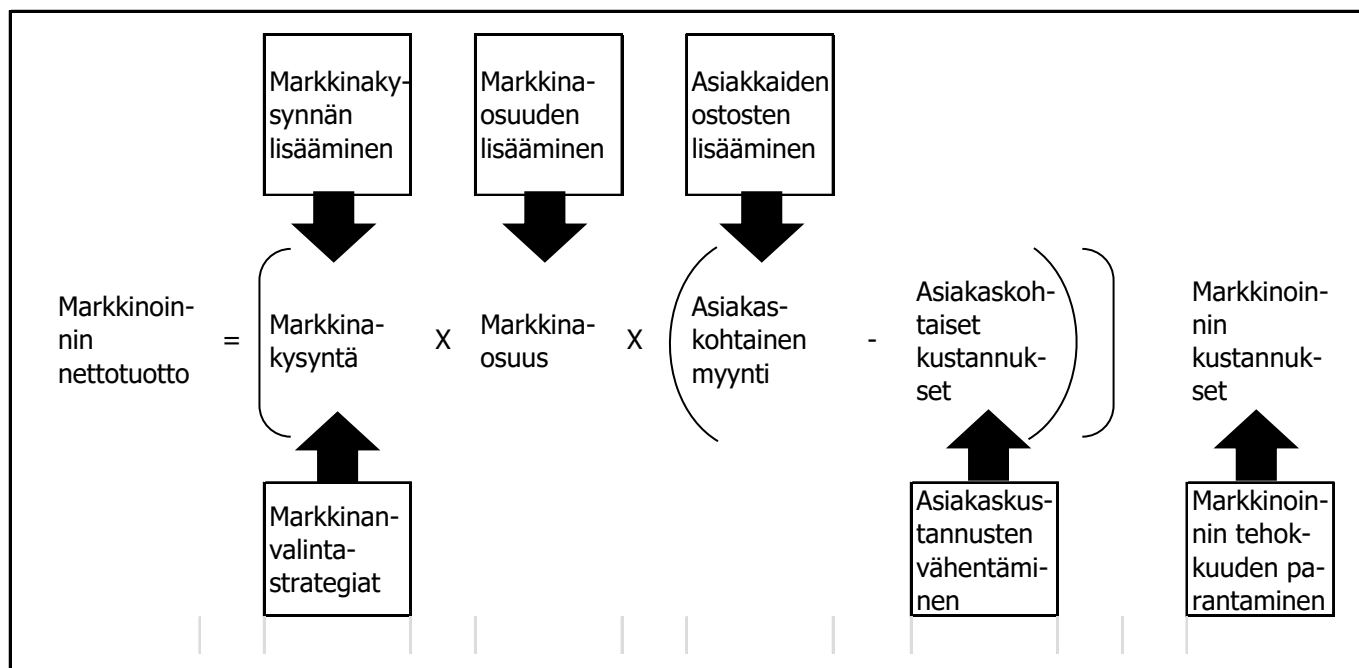 Markkinaky-
synnän
lisääminen
Markkina-
osuuden
lisääminen
Asiakkaiden
ostosten
lisääminen
Markkinoin-
nin
nettotuotto
=
Markkina-
kysyntä
X
Markkina-
osuus
X
Asiakas-
kohtainen
myynti
-
Asiakaskoh-
taiset
kustannuk-
set
Markkinoin-
nin
kustannuk-
set
Markkinan-
valinta-
strategiat
Asiakaskus-
tannusten
vähentämi-
nen
Markkinoin-
nin tehok-
kuuden pa-
rantaminen